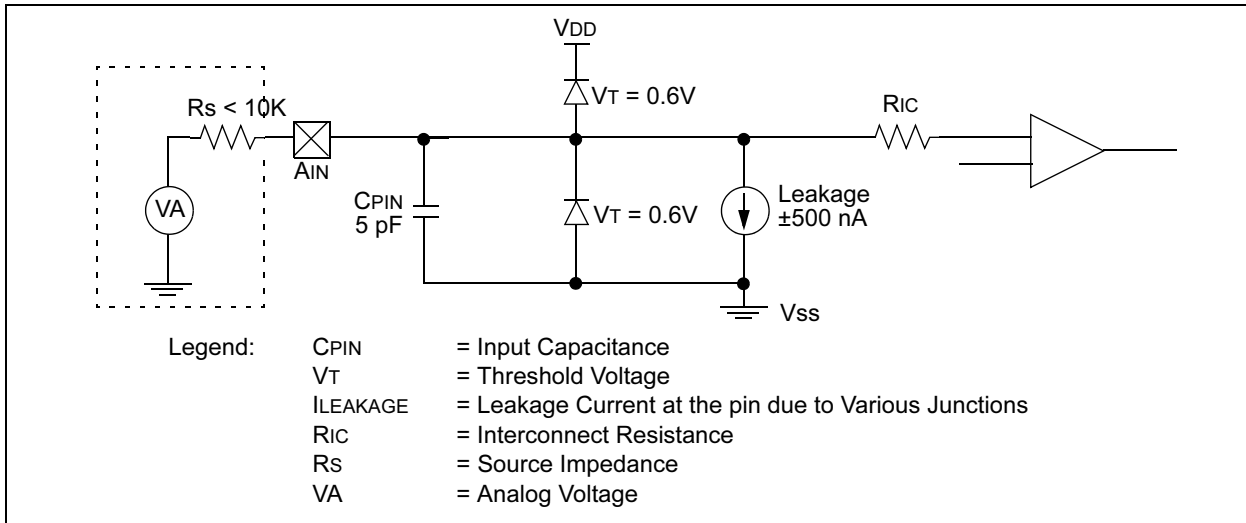 VDD
VT = 0.6V
RS < 10K
RIC
AIN
VA
CPIN
5 pF
VT = 0.6V
Leakage
±500 nA
VSS
Legend:
CPIN = Input Capacitance
VT = Threshold Voltage
ILEAKAGE = Leakage Current at the pin due to Various Junctions
RIC = Interconnect Resistance
RS = Source Impedance
VA = Analog Voltage